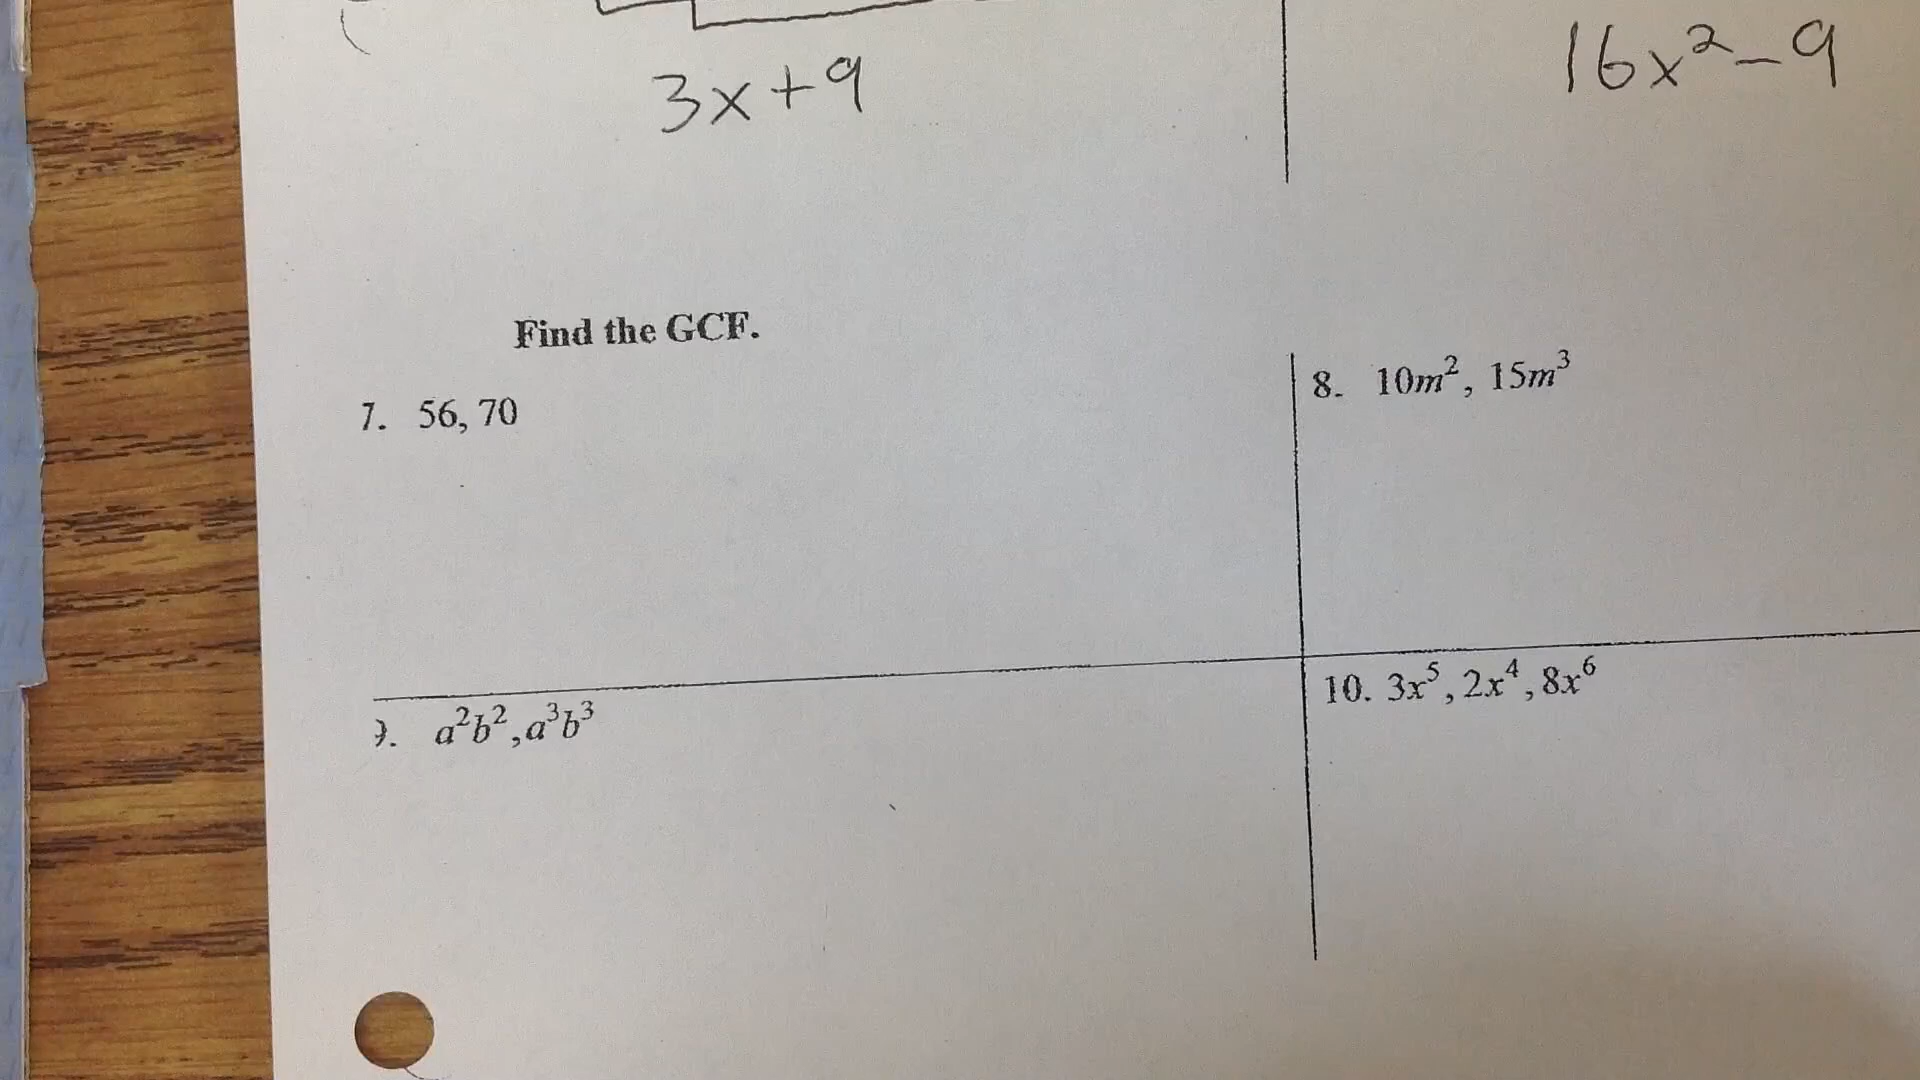 3x+9
16x²-9
Find the GCF.
7. 56, 70
8. 10m², 15m³
. a²b²,a³b³
10. 3x⁵, 2x⁴, 8x⁶